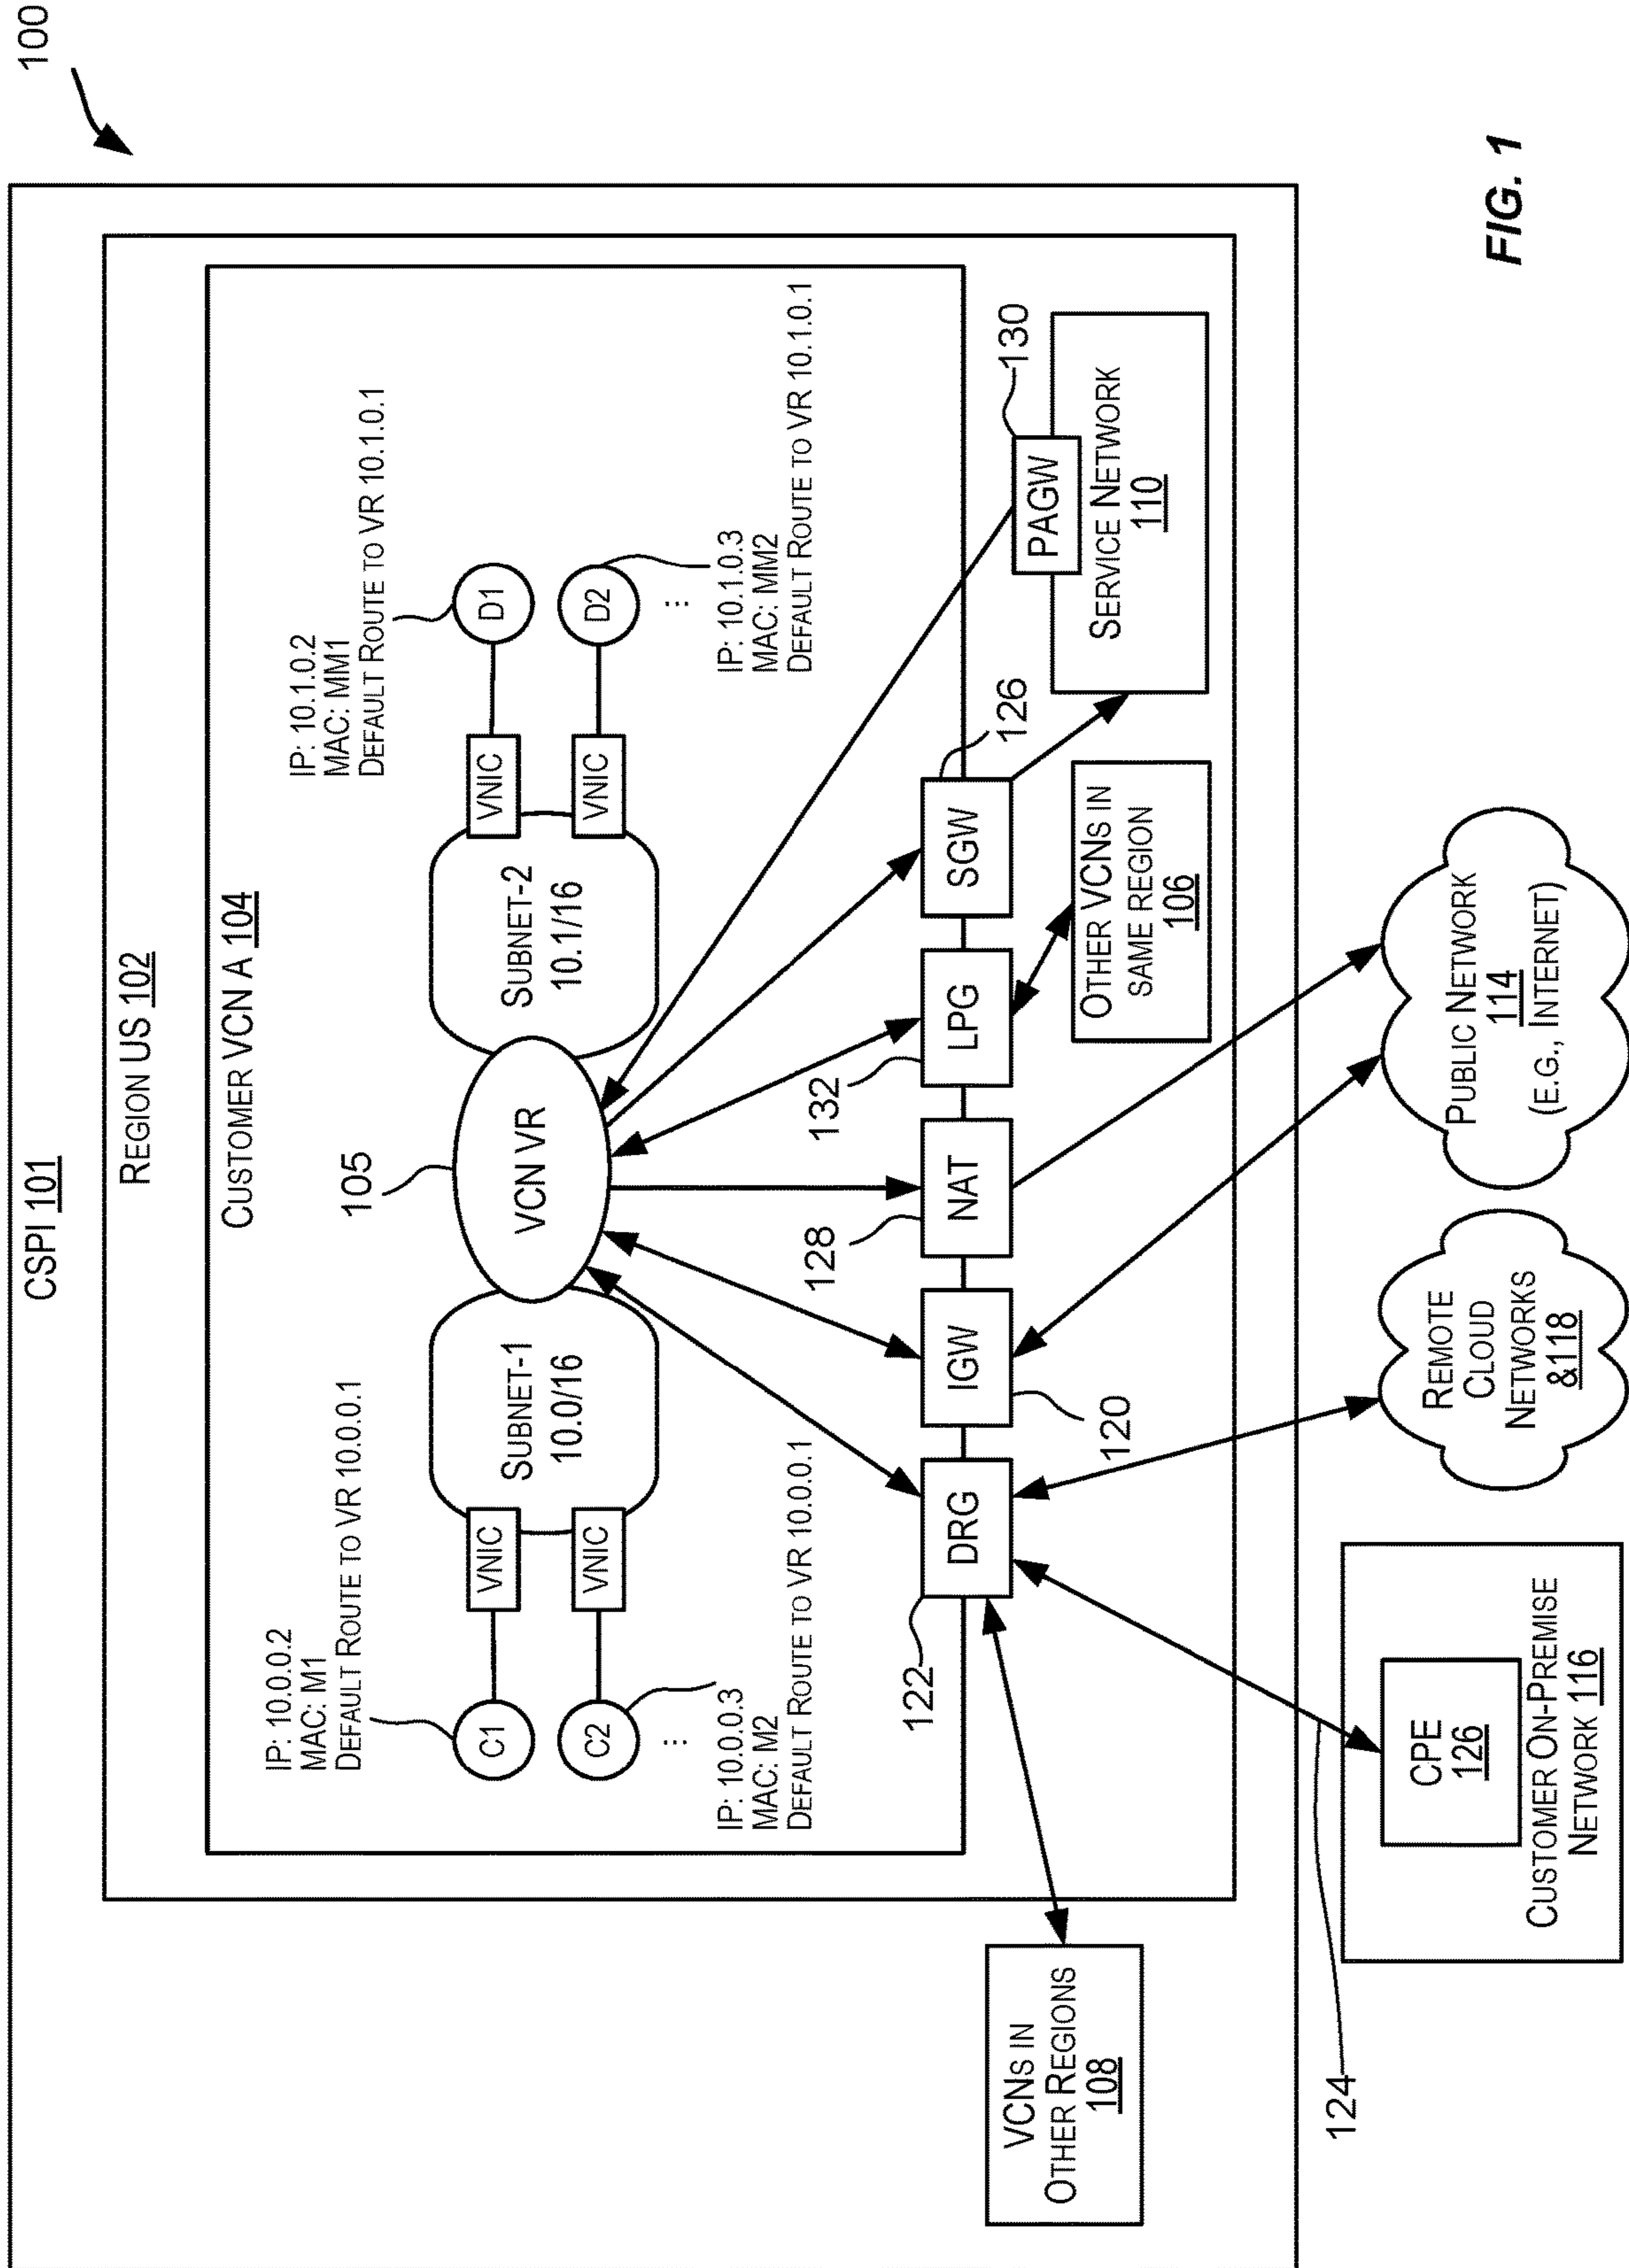 100
CSPI 101
REGION US 102
CUSTOMER VCN A 104
IP: 10.0.0.2
MAC: M1
DEFAULT ROUTE TO VR 10.0.0.1
105
IP: 10.1.0.2
MAC: MM1
DEFAULT ROUTE TO VR 10.1.0.1
C1
VNIC
SUBNET-1
10.0/16
VCN VR
SUBNET-2
10.1/16
VNIC
D1
C2
VNIC
VNIC
D2
...
...
IP: 10.0.0.3
MAC: M2
DEFAULT ROUTE TO VR 10.0.0.1
IP: 10.1.0.3
MAC: MM2
DEFAULT ROUTE TO VR 10.1.0.1
122
128
132
126
130
DRG
IGW
NAT
LPG
SGW
PAGW
120
SERVICE NETWORK
110
OTHER VCNS IN
SAME REGION
106
VCNS IN
OTHER REGIONS
108
124
CPE
126
CUSTOMER ON-PREMISE
NETWORK 116
REMOTE
CLOUD
NETWORKS
&118
PUBLIC NETWORK
114
(E.G., INTERNET)
FIG. 1